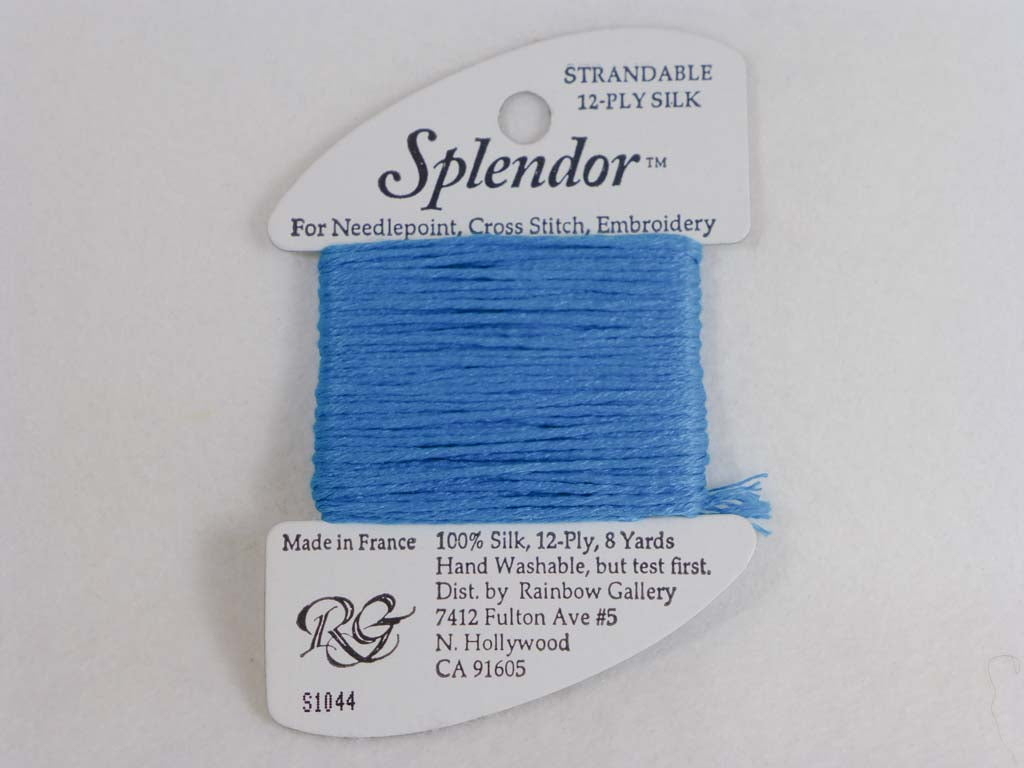 STRANDABLE
12-PLY SILK
Splendor™
For Needlepoint, Cross Stitch, Embroidery
Made in France
100% Silk, 12-Ply, 8 Yards
Hand Washable, but test first.
Dist. by Rainbow Gallery
7412 Fulton Ave #5
N. Hollywood
CA 91605
RG
S1044